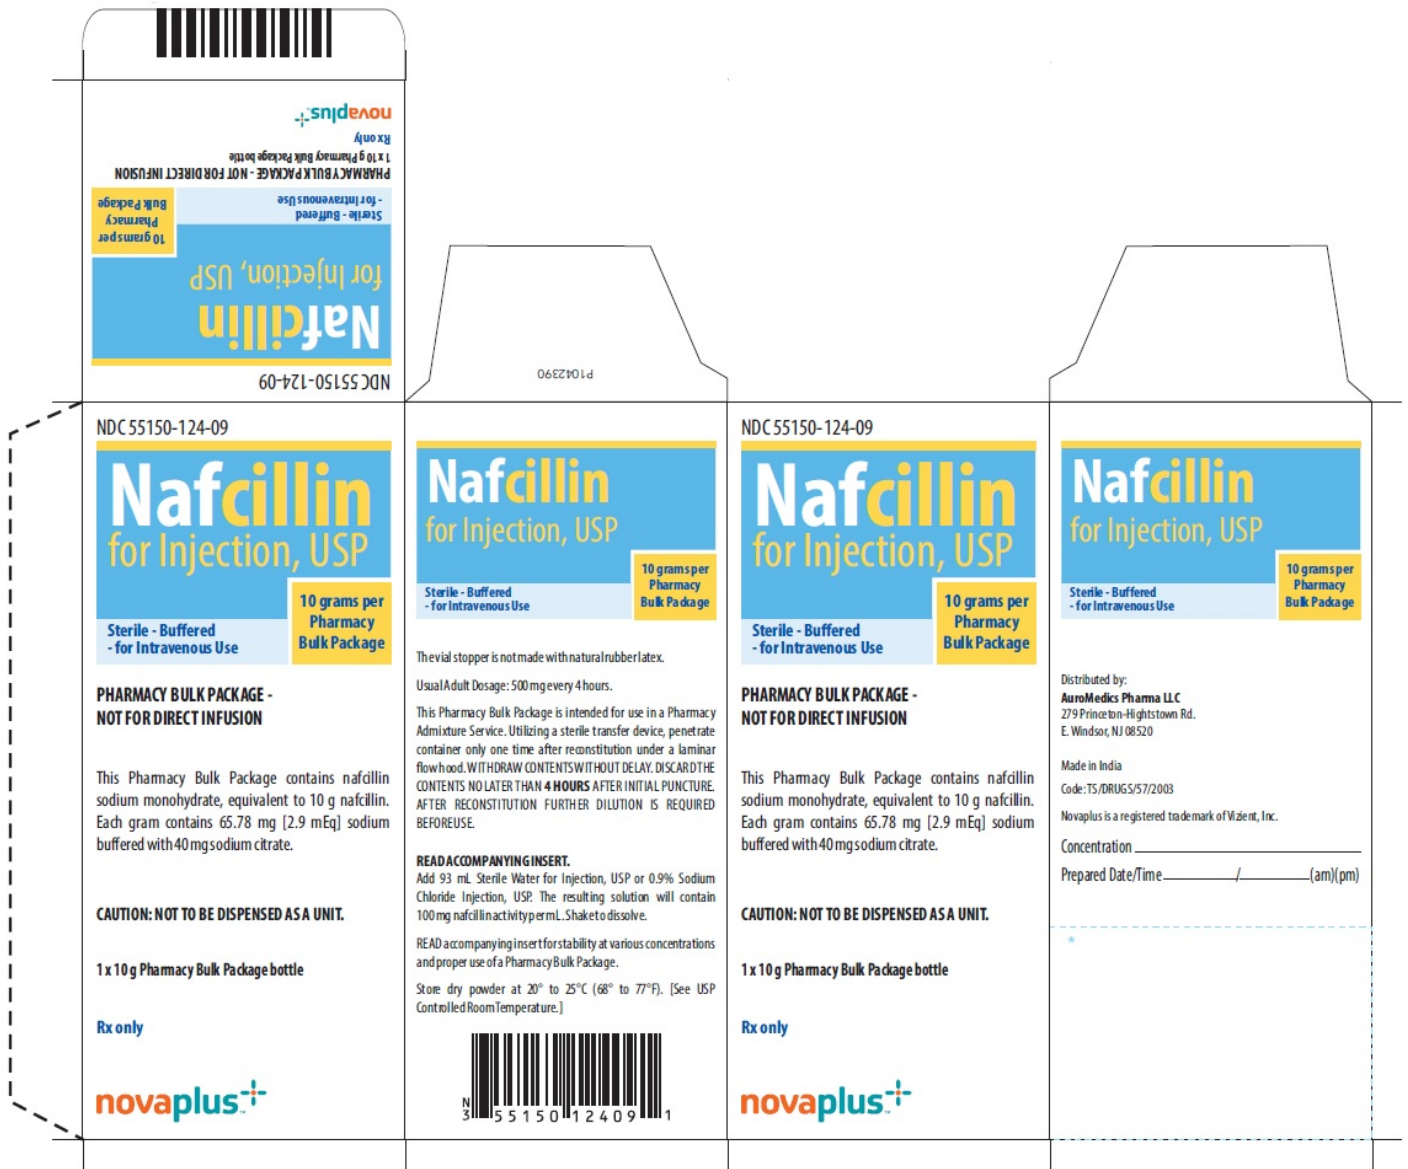 novaplus™
Rx only
1 x 10 g Pharmacy Bulk Package bottle
PHARMACY BULK PACKAGE - NOT FOR DIRECT INFUSION
Sterile - Buffered
- for Intravenous Use
10 grams per
Pharmacy
Bulk Package
Nafcillin
for Injection, USP
NDC 55150-124-09
P1042390
NDC 55150-124-09
Nafcillin
for Injection, USP
10 grams per
Pharmacy
Bulk Package
Sterile - Buffered
- for Intravenous Use
PHARMACY BULK PACKAGE -
NOT FOR DIRECT INFUSION
This Pharmacy Bulk Package contains nafcillin
sodium monohydrate, equivalent to 10 g nafcillin.
Each gram contains 65.78 mg [2.9 mEq] sodium
buffered with 40 mg sodium citrate.
CAUTION: NOT TO BE DISPENSED AS A UNIT.
1 x 10 g Pharmacy Bulk Package bottle
Rx only
novaplus™
Nafcillin
for Injection, USP
10 grams per
Pharmacy
Bulk Package
Sterile - Buffered
- for Intravenous Use
The vial stopper is not made with natural rubber latex.
Usual Adult Dosage: 500 mg every 4 hours.
This Pharmacy Bulk Package is intended for use in a Pharmacy
Admixture Service. Utilizing a sterile transfer device, penetrate
container only one time after reconstitution under a laminar
flow hood. WITHDRAW CONTENTS WITHOUT DELAY. DISCARD THE
CONTENTS NO LATER THAN 4 HOURS AFTER INITIAL PUNCTURE.
AFTER RECONSTITUTION FURTHER DILUTION IS REQUIRED
BEFORE USE.
READ ACCOMPANYING INSERT.
Add 93 mL Sterile Water for Injection, USP or 0.9% Sodium
Chloride Injection, USP. The resulting solution will contain
100 mg nafcillin activity per mL. Shake to dissolve.
READ accompanying insert for stability at various concentrations
and proper use of a Pharmacy Bulk Package.
Store dry powder at 20° to 25°C (68° to 77°F). [See USP
Controlled Room Temperature.]
N
3 55150 12409 1
NDC 55150-124-09
Nafcillin
for Injection, USP
10 grams per
Pharmacy
Bulk Package
Sterile - Buffered
- for Intravenous Use
PHARMACY BULK PACKAGE -
NOT FOR DIRECT INFUSION
This Pharmacy Bulk Package contains nafcillin
sodium monohydrate, equivalent to 10 g nafcillin.
Each gram contains 65.78 mg [2.9 mEq] sodium
buffered with 40 mg sodium citrate.
CAUTION: NOT TO BE DISPENSED AS A UNIT.
1 x 10 g Pharmacy Bulk Package bottle
Rx only
novaplus™
Nafcillin
for Injection, USP
10 grams per
Pharmacy
Bulk Package
Sterile - Buffered
- for Intravenous Use
Distributed by:
AuroMedics Pharma LLC
279 Princeton-Hightstown Rd.
E. Windsor, NJ 08520
Made in India
Code: TS/DRUGS/57/2003
Novaplus is a registered trademark of Vizient, Inc.
Concentration
Prepared Date/Time / (am)(pm)
*